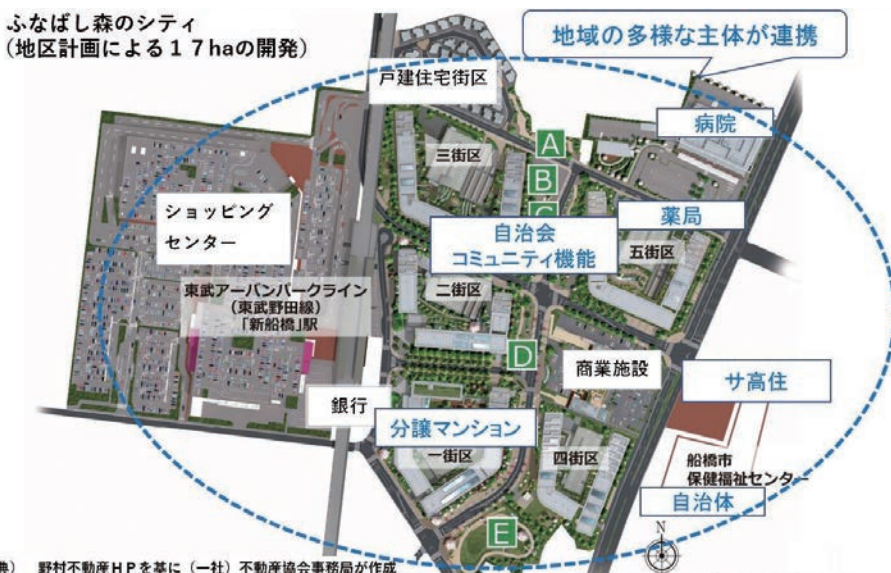 ふなばし森のシティ
(地区計画による17haの開発)
地域の多様な主体が連携
戸建住宅街区
病院
三街区
A
B
C
ショッピング
センター
薬局
自治会
コミュニティ機能
五街区
東武アーバンパークライン
(東武野田線)
「新船橋」駅
二街区
D
商業施設
サ高住
銀行
分譲マンション
一街区
四街区
船橋市
保健福祉センター
自治体
E
N
典) 野村不動産HPを基に(一社)不動産協会事務局が作成